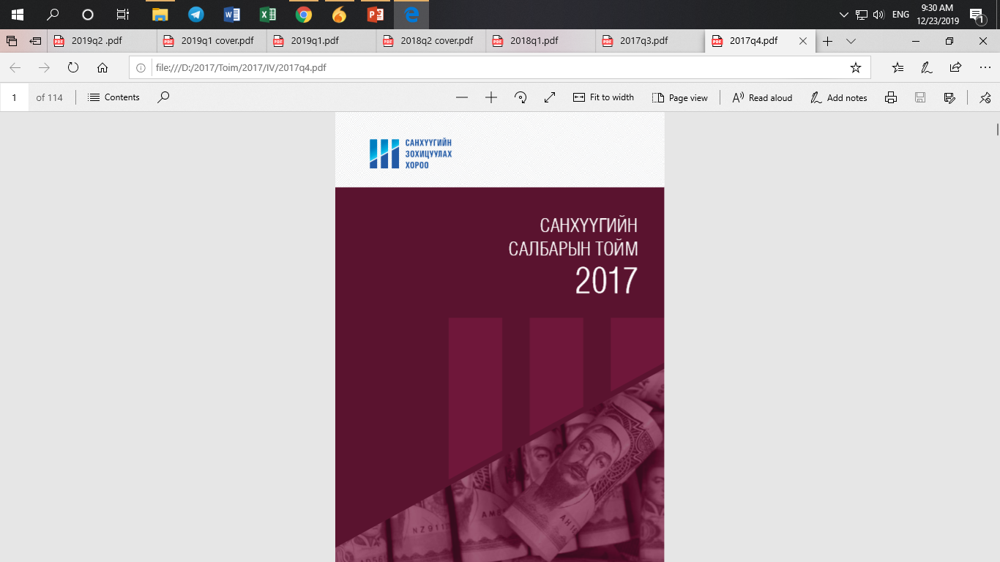 ENG
9:30 AM
12/23/2019
1
2019q2 .pdf
2019q1 cover.pdf
2019q1.pdf
2018q2 cover.pdf
2018q1.pdf
2017q3.pdf
2017q4.pdf
file:///D:/2017/Toim/2017/IV/2017q4.pdf
1 of 114 Contents Fit to width Page view Read aloud Add notes
САНХҮҮГИЙН
ЗОХИЦУУЛАХ
ХОРОО
САНХҮҮГИЙН
САЛБАРЫН ТОЙМ
2017